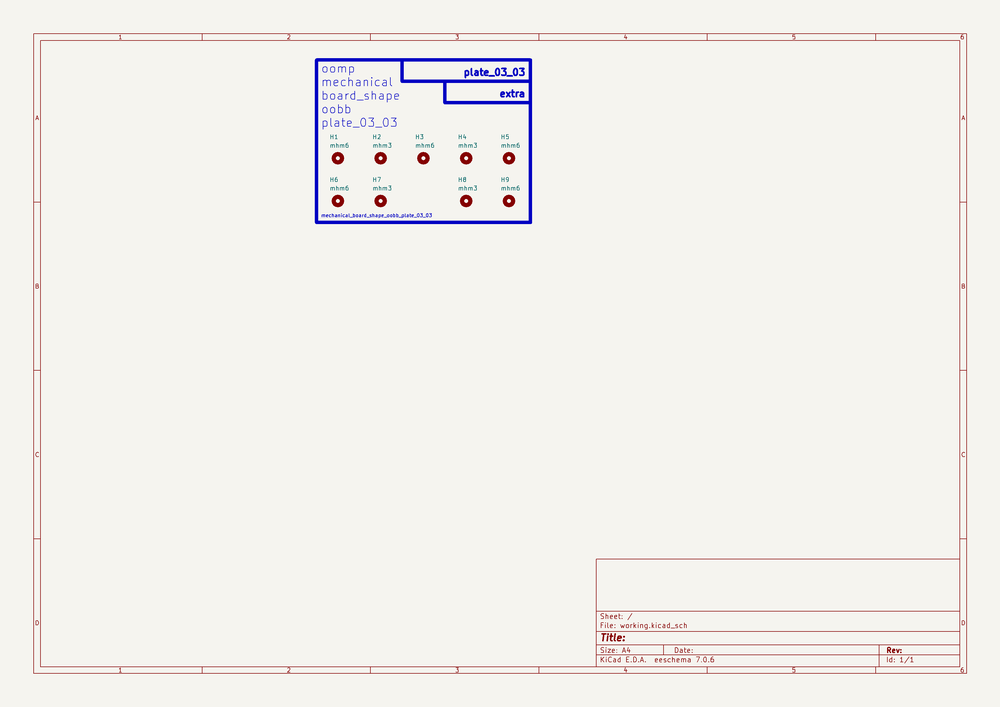 1 2 3 4 5 6
oomp
mechanical
board_shape
oobb
plate_03_03
plate_03_03
extra
A A
H1 H2 H3 H4 H5
mhm6 mhm3 mhm6 mhm3 mhm6
H6 H7 H8 H9
mhm6 mhm3 mhm3 mhm6
mechanical_board_shape_oobb_plate_03_03
B B
C C
Sheet: /
File: working.kicad_sch
D D
Title:
Size: A4 Date: Rev:
KiCad E.D.A. eeschema 7.0.6 Id: 1/1
1 2 3 4 5 6